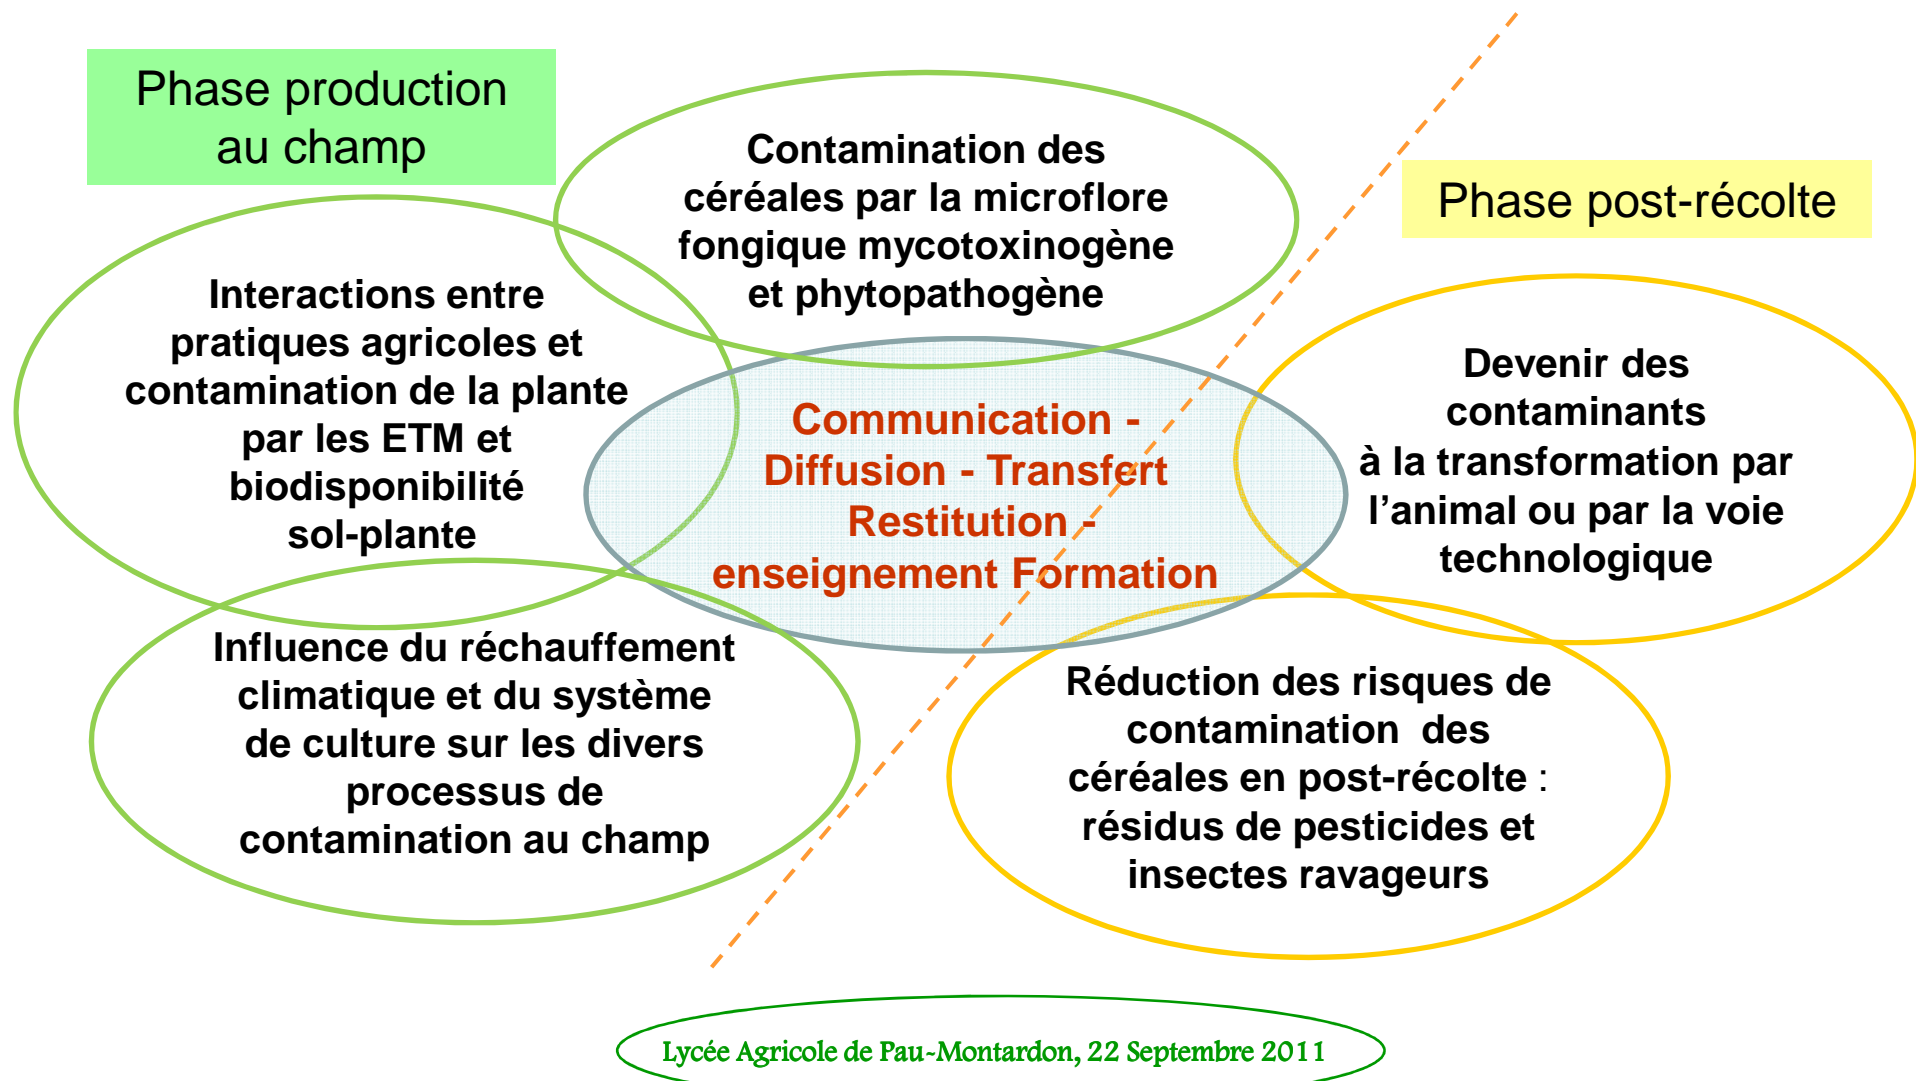 Phase production
au champ
Contamination des
céréales par la microflore
fongique mycotoxinogène
et phytopathogène
Phase post-récolte
Interactions entre
pratiques agricoles et
contamination de la plante
par les ETM et
biodisponibilité
sol-plante
Communication -
Diffusion - Transfert
Restitution -
enseignement Formation
Devenir des
contaminants
à la transformation par
l'animal ou par la voie
technologique
Influence du réchauffement
climatique et du système
de culture sur les divers
processus de
contamination au champ
Réduction des risques de
contamination  des
céréales en post-récolte :
résidus de pesticides et
insectes ravageurs
Lycée Agricole de Pau-Montardon, 22 Septembre 2011